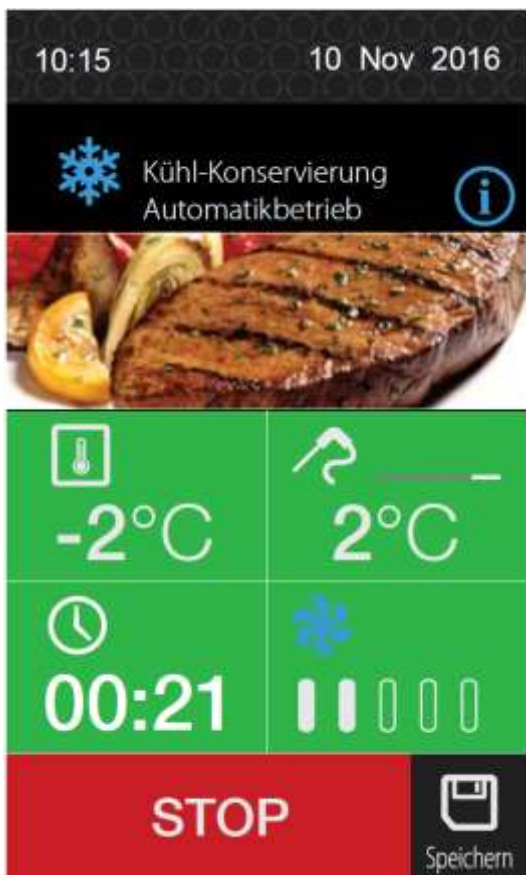 10:15 10 Nov 2016
Kühl-Konservierung
Automatikbetrieb
i
-2°C 2°C
00:21
STOP
Speichern